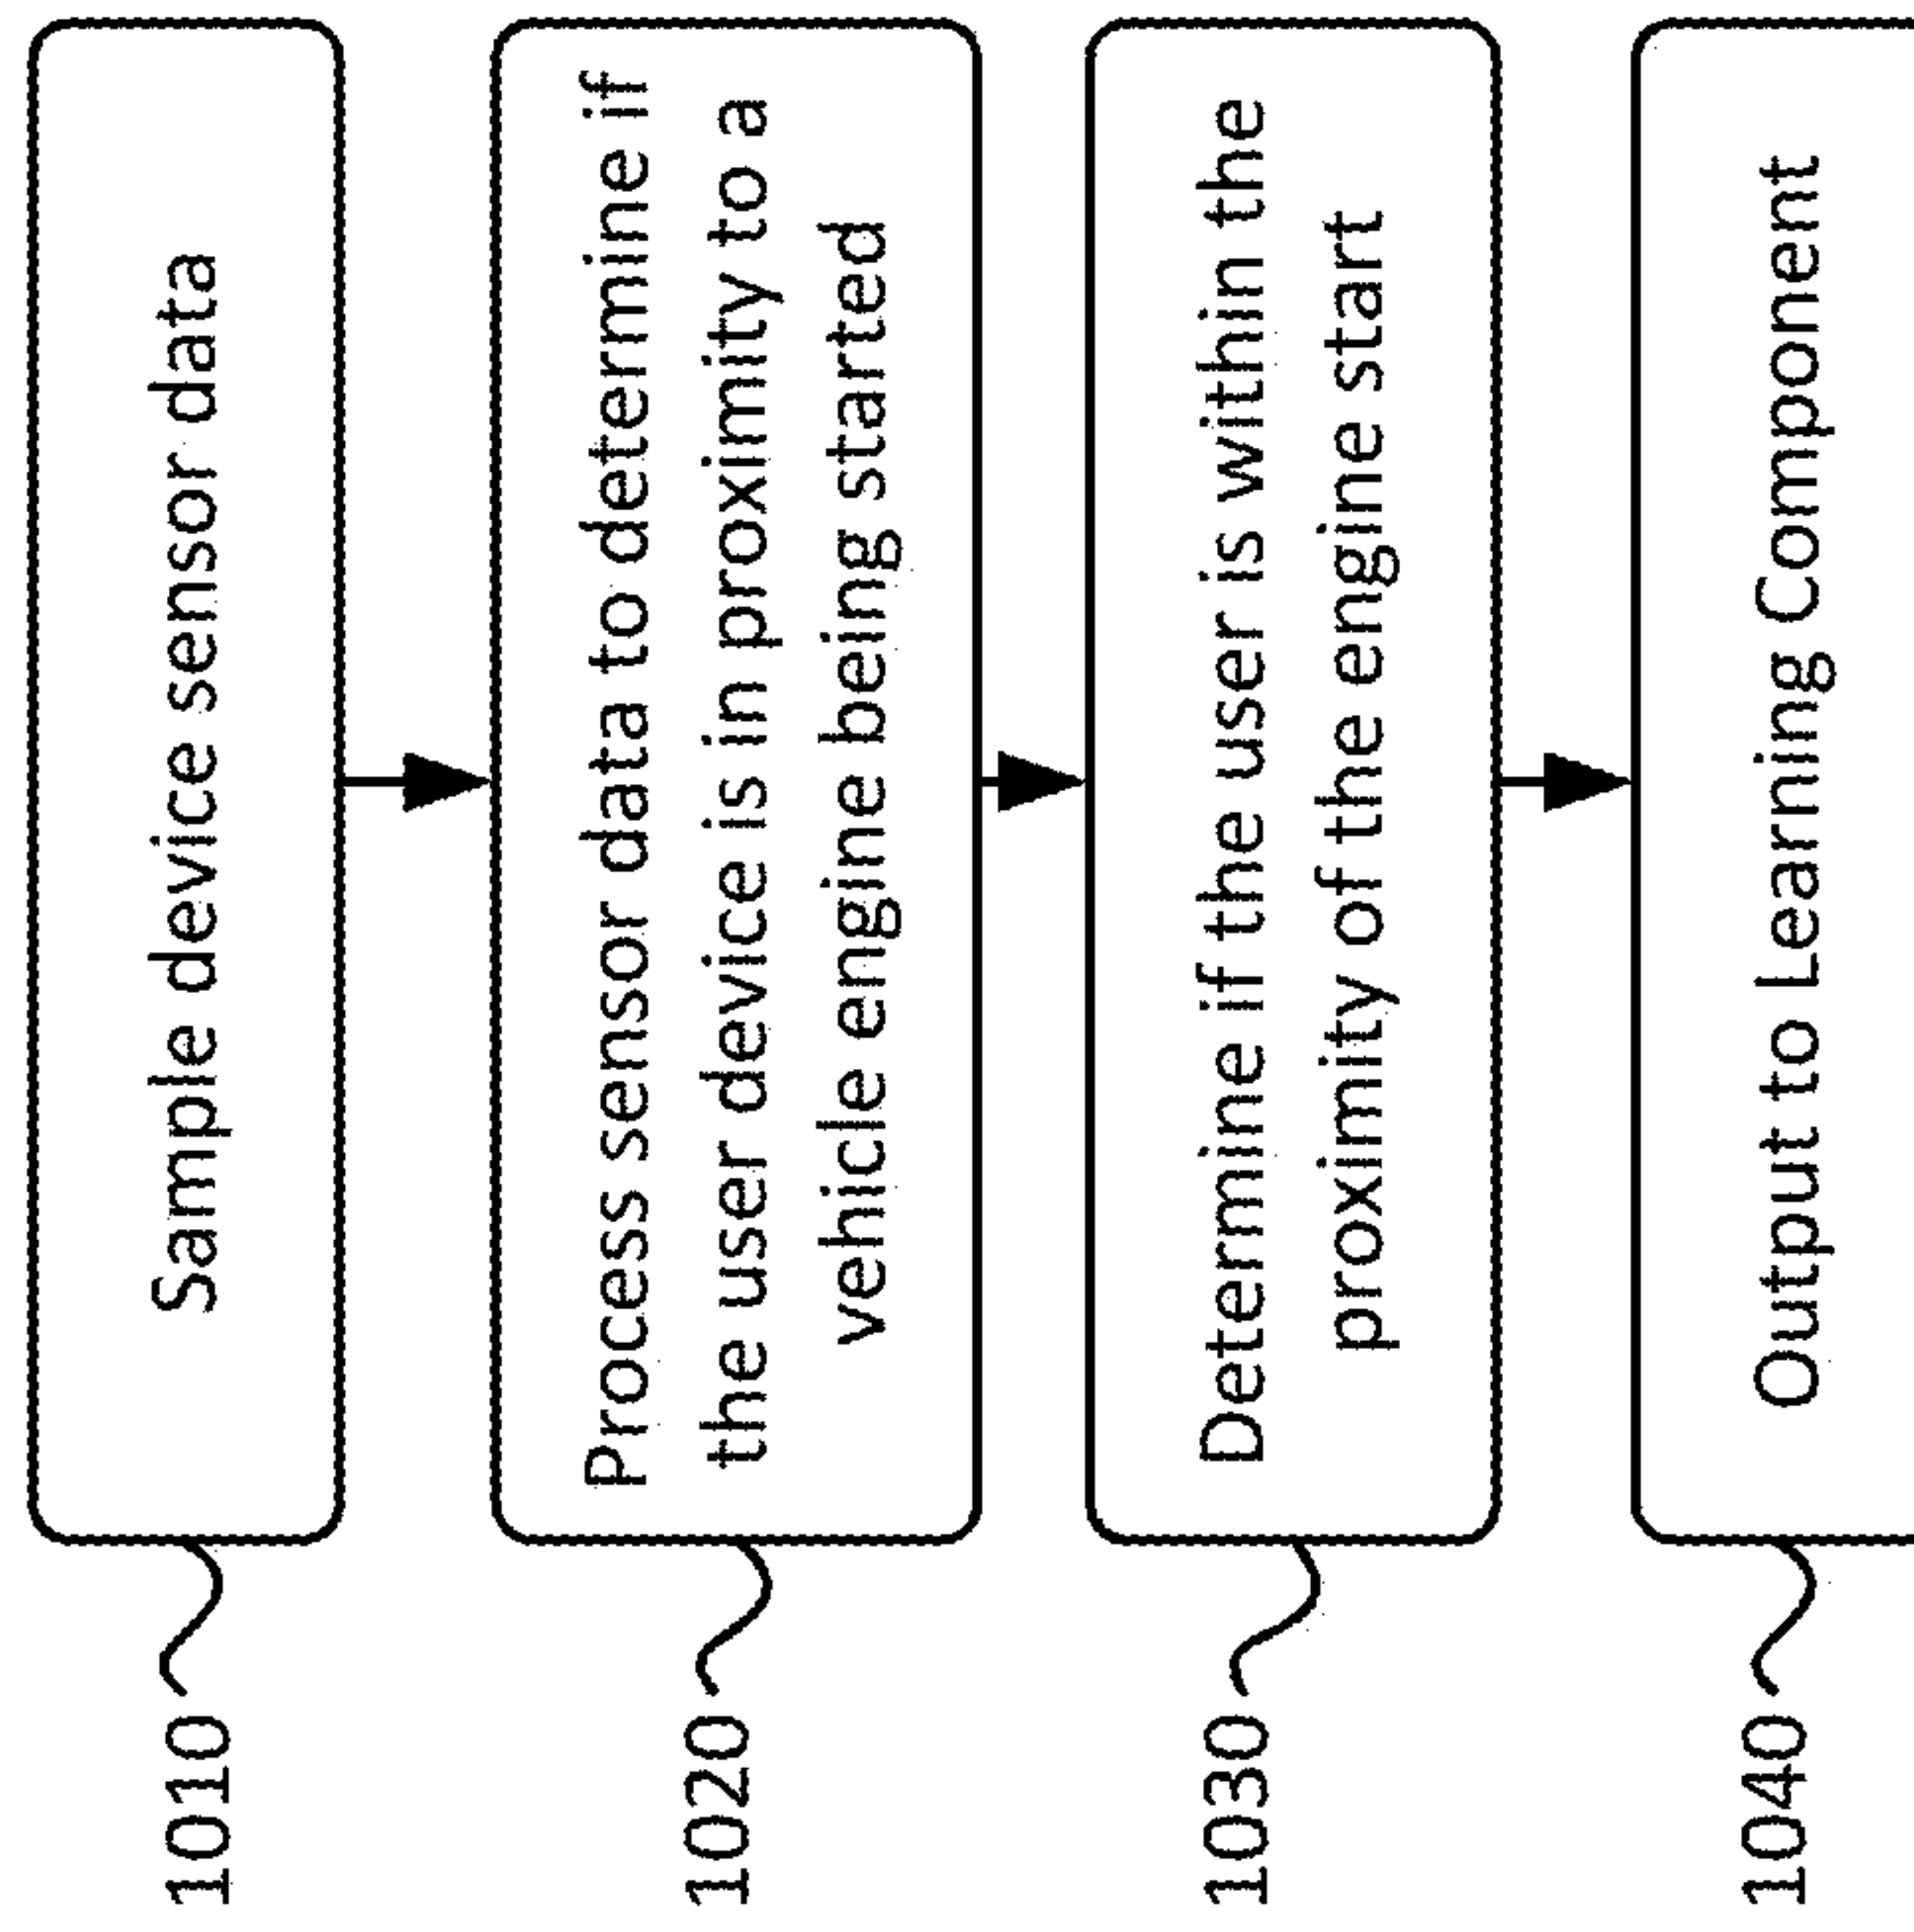 1010
Sample device sensor data
1020
Process sensor data to determine if
the user device is in proximity to a
vehicle engine being started
1030
Determine if the user is within the
proximity of the engine start
1040
Output to Learning Component